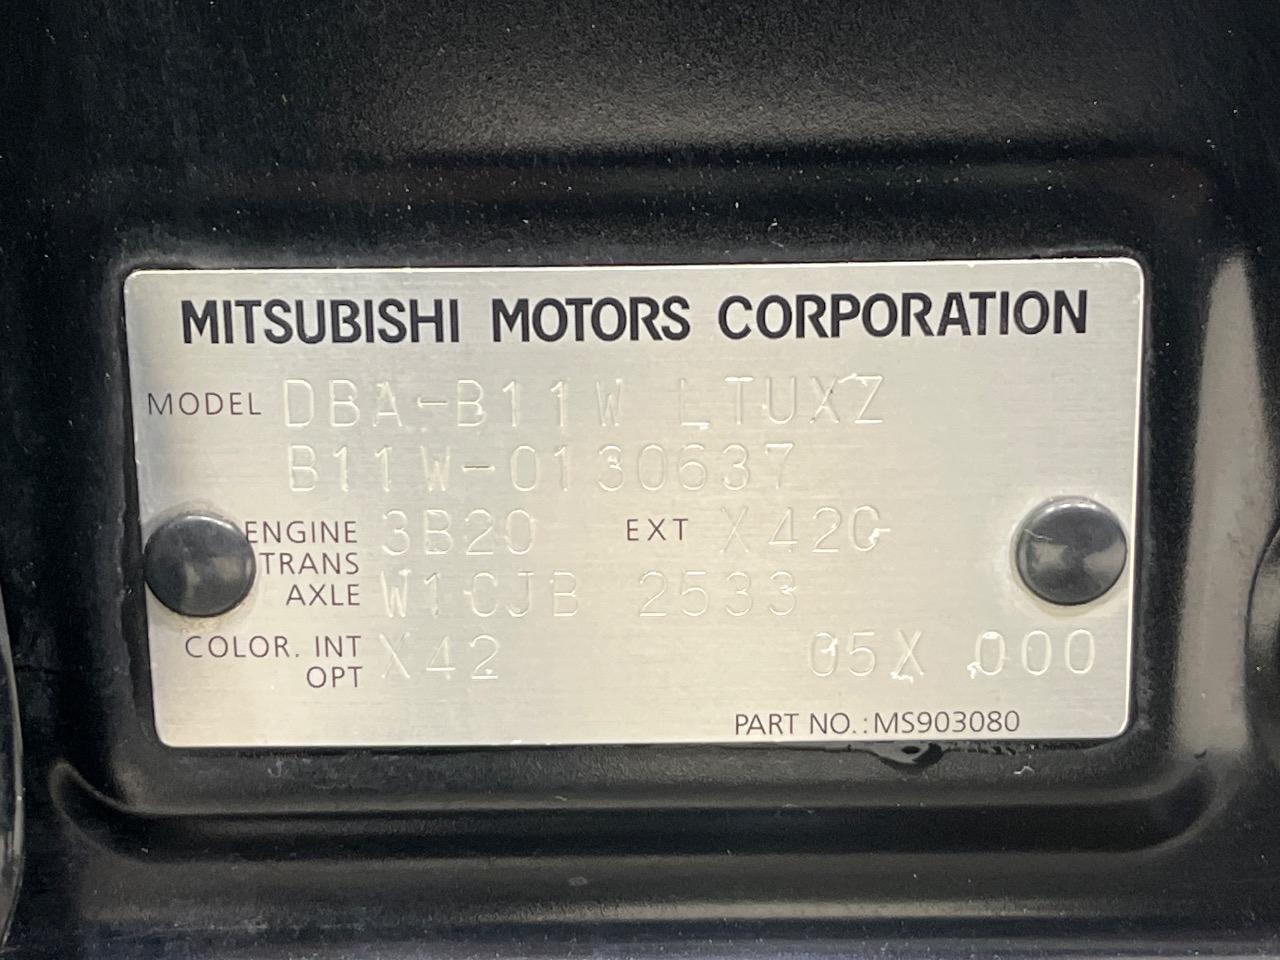 MITSUBISHI MOTORS CORPORATION
MODEL DBA-B11W LTUXZ
B11W-0130637
ENGINE 3B20 EXT X42C
TRANS
AXLE W1CJB 2533
COLOR. INT X42 05X 000
OPT
PART NO.:MS903080